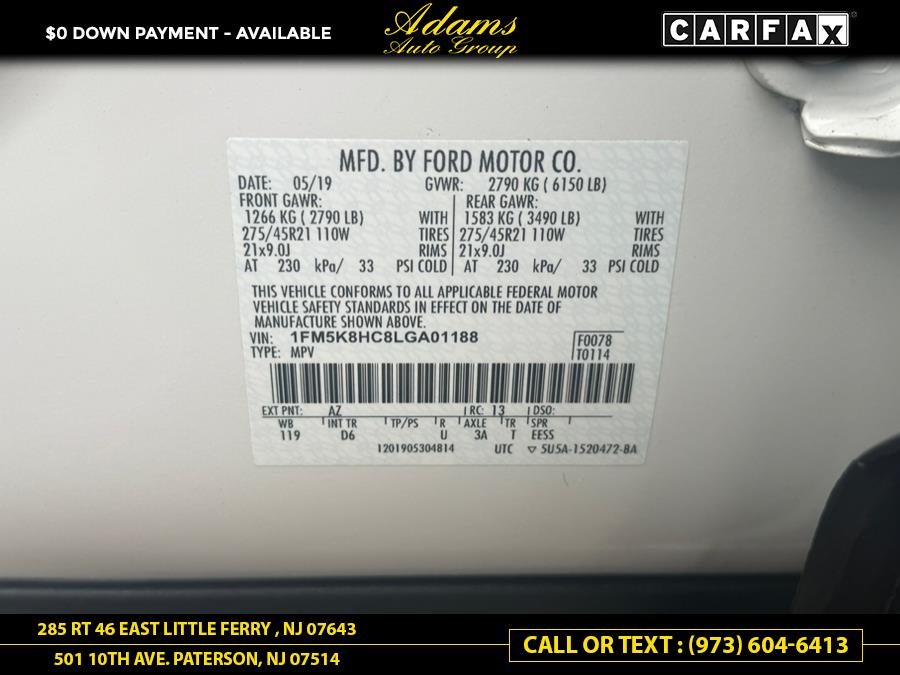 $0 DOWN PAYMENT - AVAILABLE
Adams
Auto Group
CARFAX
MFD. BY FORD MOTOR CO.
DATE: 05/19 GVWR: 2790 KG ( 6150 LB)
FRONT GAWR: REAR GAWR:
1266 KG ( 2790 LB) WITH 1583 KG ( 3490 LB) WITH
275/45R21 110W TIRES 275/45R21 110W TIRES
21x9.0J RIMS 21x9.0J RIMS
AT 230 kPa/ 33 PSI COLD AT 230 kPa/ 33 PSI COLD
THIS VEHICLE CONFORMS TO ALL APPLICABLE FEDERAL MOTOR
VEHICLE SAFETY STANDARDS IN EFFECT ON THE DATE OF
MANUFACTURE SHOWN ABOVE.
VIN: 1FM5K8HC8LGA01188 F0078
TYPE: MPV T0114
EXT PNT: AZ RC: 13 DSO:
WB INT TR TP/PS R AXLE TR SPR
119 D6 U 3A T EESS
1201905304814 UTC ▽ 5U5A-1520472-BA
285 RT 46 EAST LITTLE FERRY , NJ 07643
501 10TH AVE. PATERSON, NJ 07514
CALL OR TEXT : (973) 604-6413